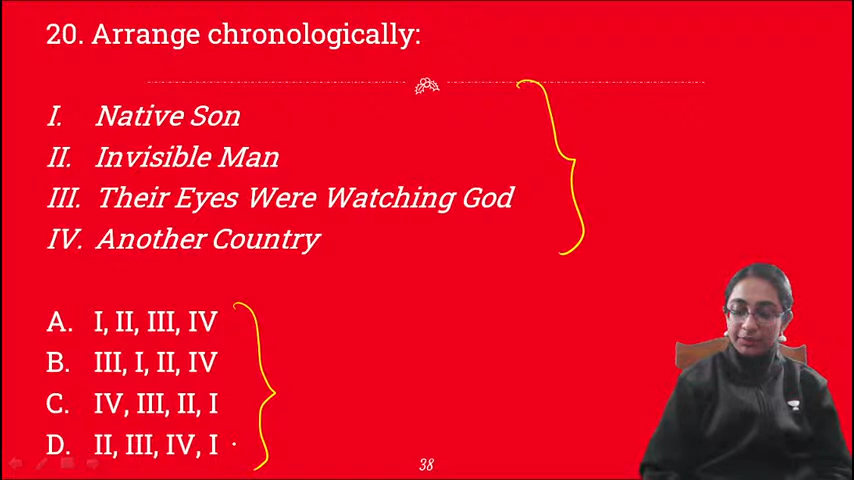 20. Arrange chronologically:
I. Native Son
II. Invisible Man
III. Their Eyes Were Watching God
IV. Another Country
A. I, II, III, IV
B. III, I, II, IV
C. IV, III, II, I
D. II, III, IV, I
38